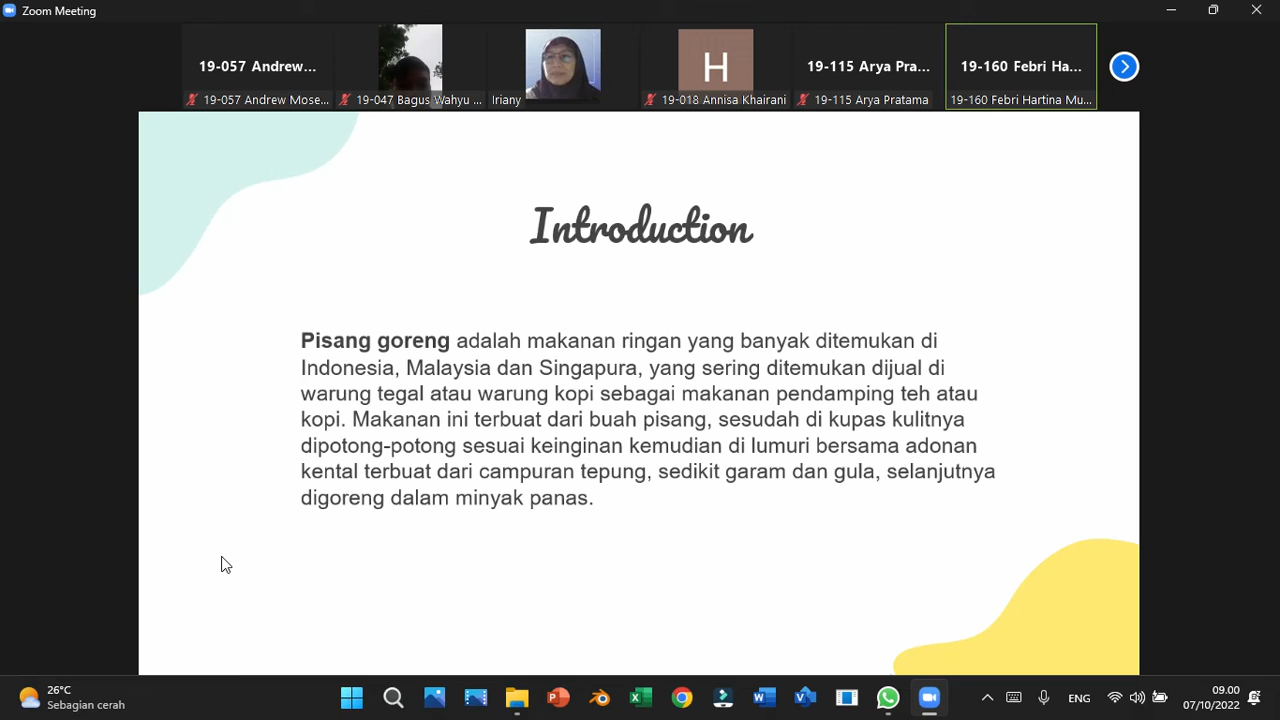 Zoom Meeting
19-057 Andrew...
19-115 Arya Pra...
19-160 Febri Ha...
H
19-057 Andrew Mose...
19-047 Bagus Wahyu ...
Iriany
19-018 Annisa Khairani
19-115 Arya Pratama
19-160 Febri Hartina Mu...
Introduction
Pisang goreng adalah makanan ringan yang banyak ditemukan di
Indonesia, Malaysia dan Singapura, yang sering ditemukan dijual di
warung tegal atau warung kopi sebagai makanan pendamping teh atau
kopi. Makanan ini terbuat dari buah pisang, sesudah di kupas kulitnya
dipotong-potong sesuai keinginan kemudian di lumuri bersama adonan
kental terbuat dari campuran tepung, sedikit garam dan gula, selanjutnya
digoreng dalam minyak panas.
26°C
Sebagian cerah
ENG
09.00
07/10/2022